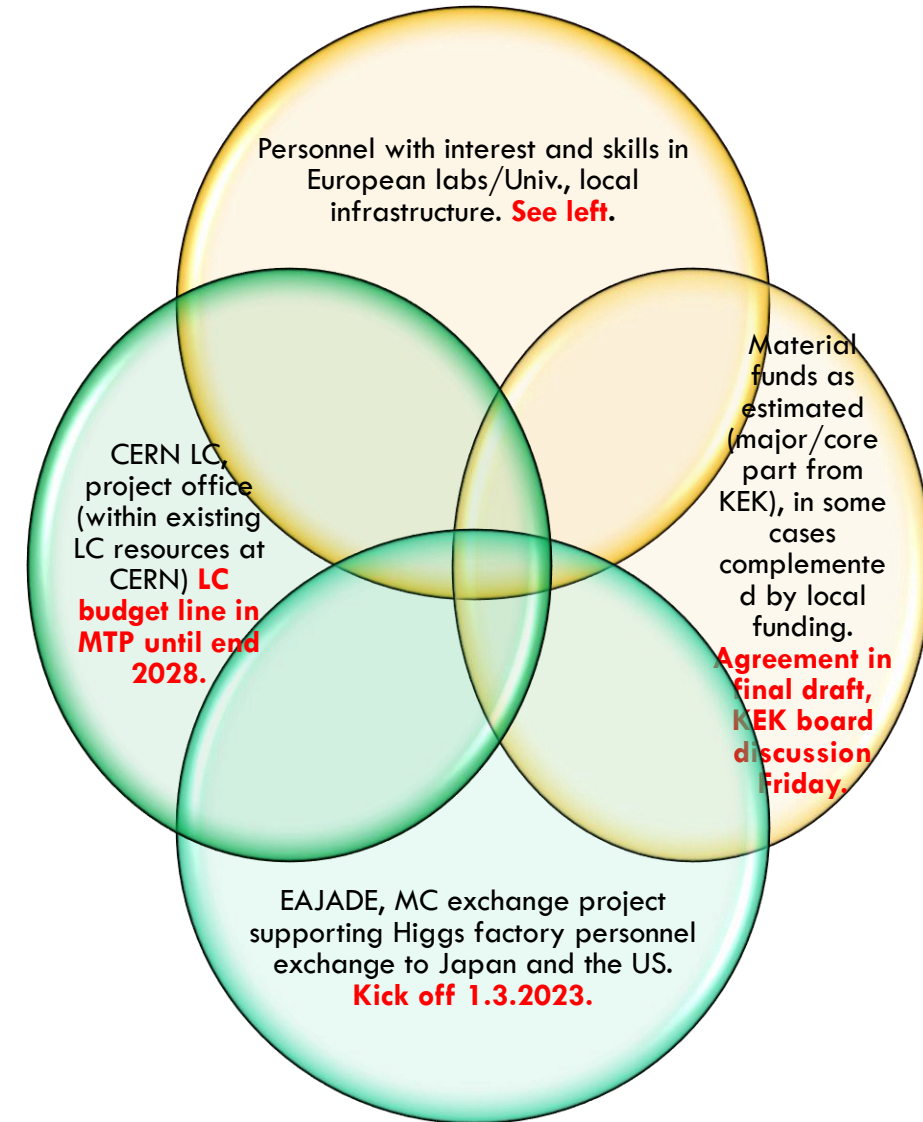 Personnel with interest and skills in
European labs/Univ., local
infrastructure. See left.
CERN LC,
project office
(within existing
LC resources at
CERN) LC
budget line in
MTP until end
2028.
Material
funds as
estimated
(major/core
part from
KEK), in some
cases
complemente
d by local
funding.
Agreement in
final draft,
KEK board
discussion
Friday.
EAJADE, MC exchange project
supporting Higgs factory personnel
exchange to Japan and the US.
Kick off 1.3.2023.